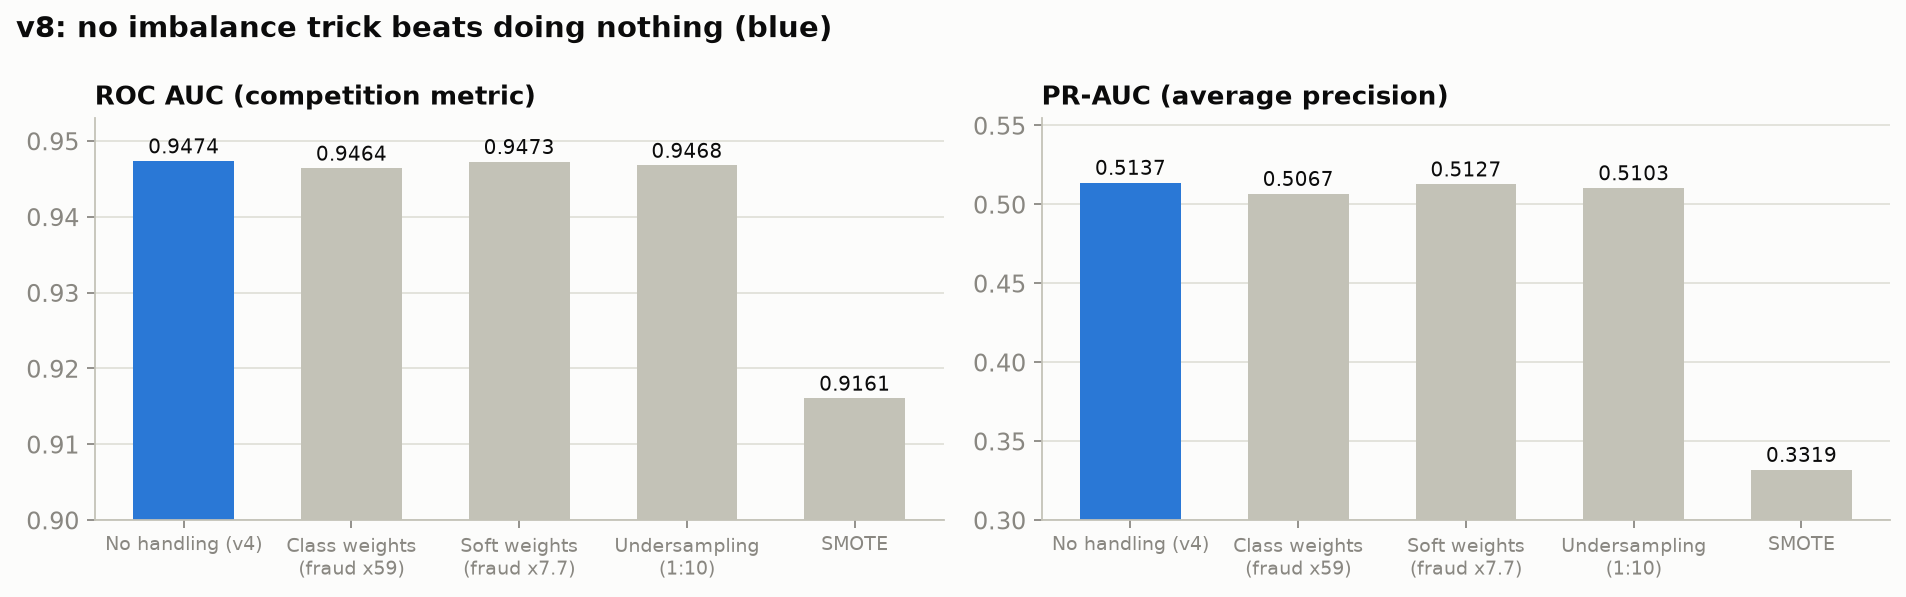 v8: no imbalance trick beats doing nothing (blue)
ROC AUC (competition metric)
0.95
0.94
0.93
0.92
0.91
0.90
0.9474
0.9464
0.9473
0.9468
0.9161
No handling (v4)
Class weights
(fraud x59)
Soft weights
(fraud x7.7)
Undersampling
(1:10)
SMOTE
PR-AUC (average precision)
0.55
0.50
0.45
0.40
0.35
0.30
0.5137
0.5067
0.5127
0.5103
0.3319
No handling (v4)
Class weights
(fraud x59)
Soft weights
(fraud x7.7)
Undersampling
(1:10)
SMOTE